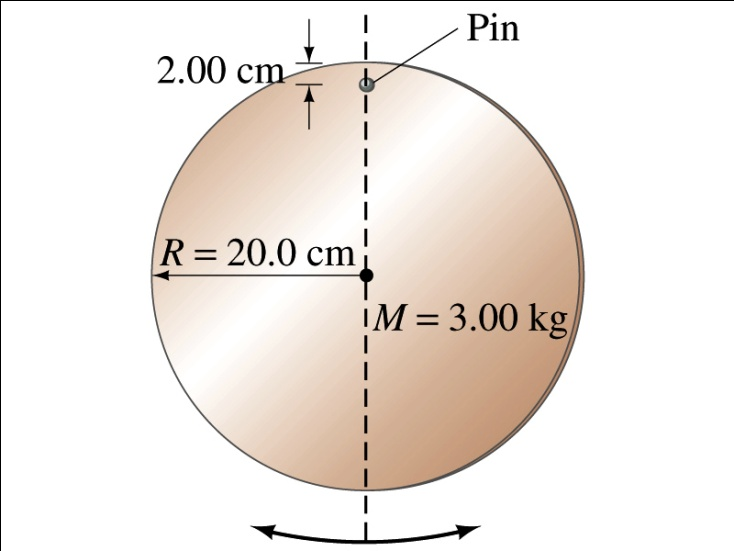 Pin
2.00 cm
R = 20.0 cm
M = 3.00 kg